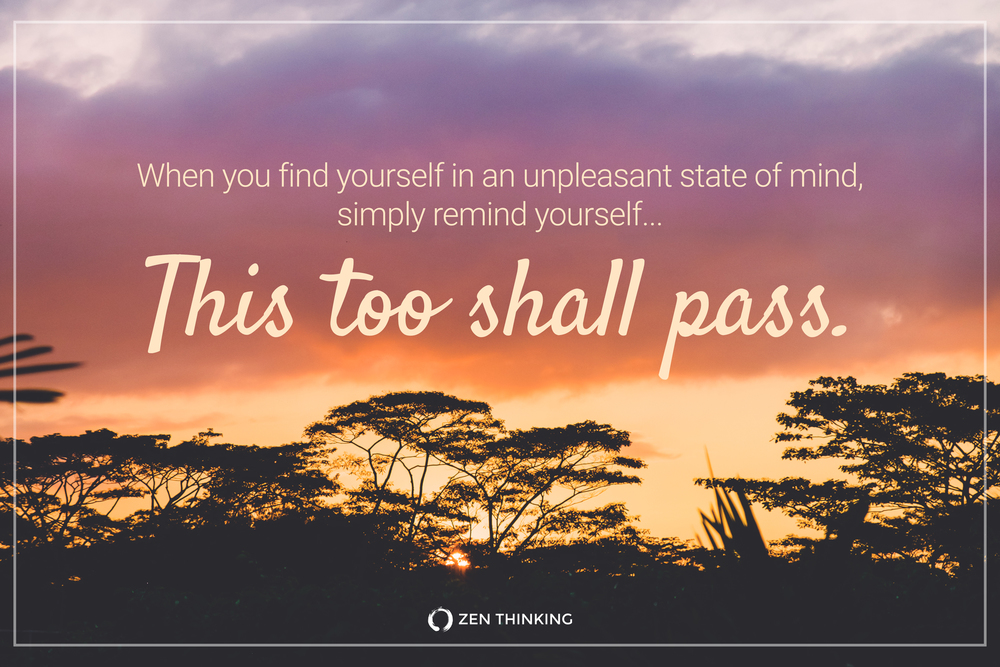 When you find yourself in an unpleasant state of mind,
simply remind yourself...
This too shall pass.
ZEN THINKING